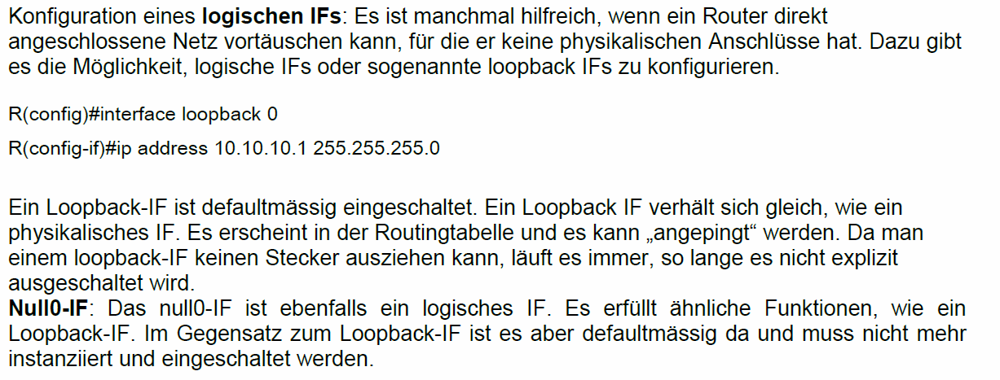 Konfiguration eines logischen IFs: Es ist manchmal hilfreich, wenn ein Router direkt
angeschlossene Netz vortäuschen kann, für die er keine physikalischen Anschlüsse hat. Dazu gibt
es die Möglichkeit, logische IFs oder sogenannte loopback IFs zu konfigurieren.
R(config)#interface loopback 0
R(config-if)#ip address 10.10.10.1 255.255.255.0
Ein Loopback-IF ist defaultmässig eingeschaltet. Ein Loopback IF verhält sich gleich, wie ein
physikalisches IF. Es erscheint in der Routingtabelle und es kann „angepingt“ werden. Da man
einem loopback-IF keinen Stecker ausziehen kann, läuft es immer, so lange es nicht explizit
ausgeschaltet wird.
Null0-IF: Das null0-IF ist ebenfalls ein logisches IF. Es erfüllt ähnliche Funktionen, wie ein
Loopback-IF. Im Gegensatz zum Loopback-IF ist es aber defaultmässig da und muss nicht mehr
instanziiert und eingeschaltet werden.